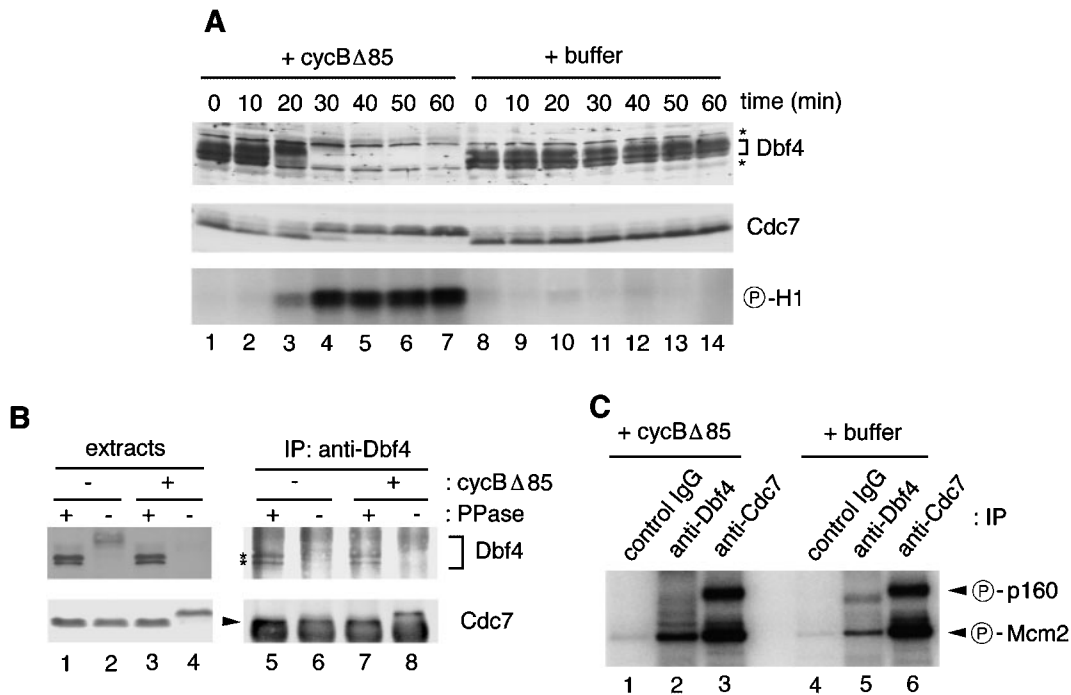 A
+ cycBΔ85 + buffer
0 10 20 30 40 50 60 0 10 20 30 40 50 60 time (min)
*
Dbf4
*
Cdc7
Ⓟ-H1
1 2 3 4 5 6 7 8 9 10 11 12 13 14
B
extracts IP: anti-Dbf4
- + - + : cycBΔ85
+ - + - + - + - : PPase
* Dbf4
*
Cdc7
1 2 3 4 5 6 7 8
C
+ cycBΔ85 + buffer
control IgG anti-Dbf4 anti-Cdc7 control IgG anti-Dbf4 anti-Cdc7 : IP
Ⓟ-p160
Ⓟ-Mcm2
1 2 3 4 5 6